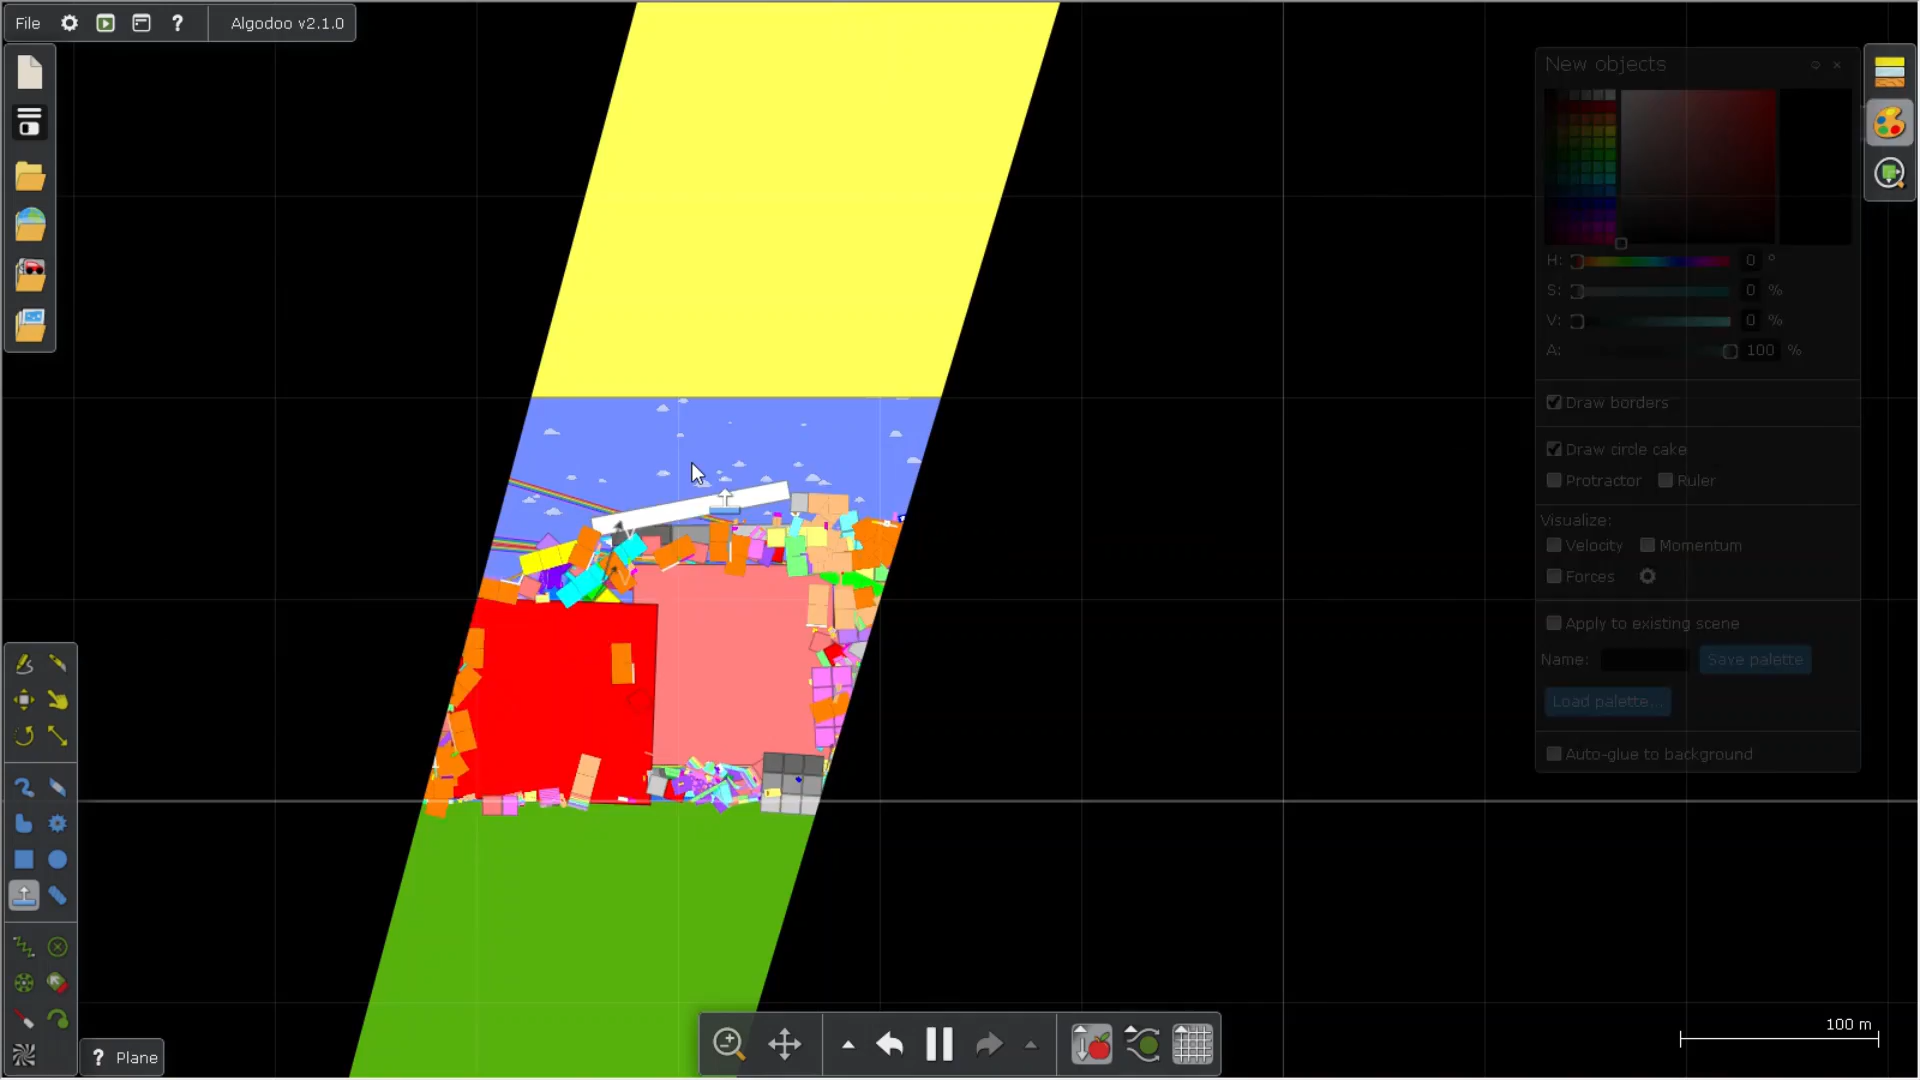 File ? Algodoo v2.1.0
New objects
H: 0 °
S: 0 %
V: 0 %
A: 100 %
Draw borders
Draw circle cake
Protractor Ruler
Visualize:
Velocity Momentum
Forces
Apply to existing scene
Name: Save palette
Load palette...
Auto-glue to background
100 m
? Plane